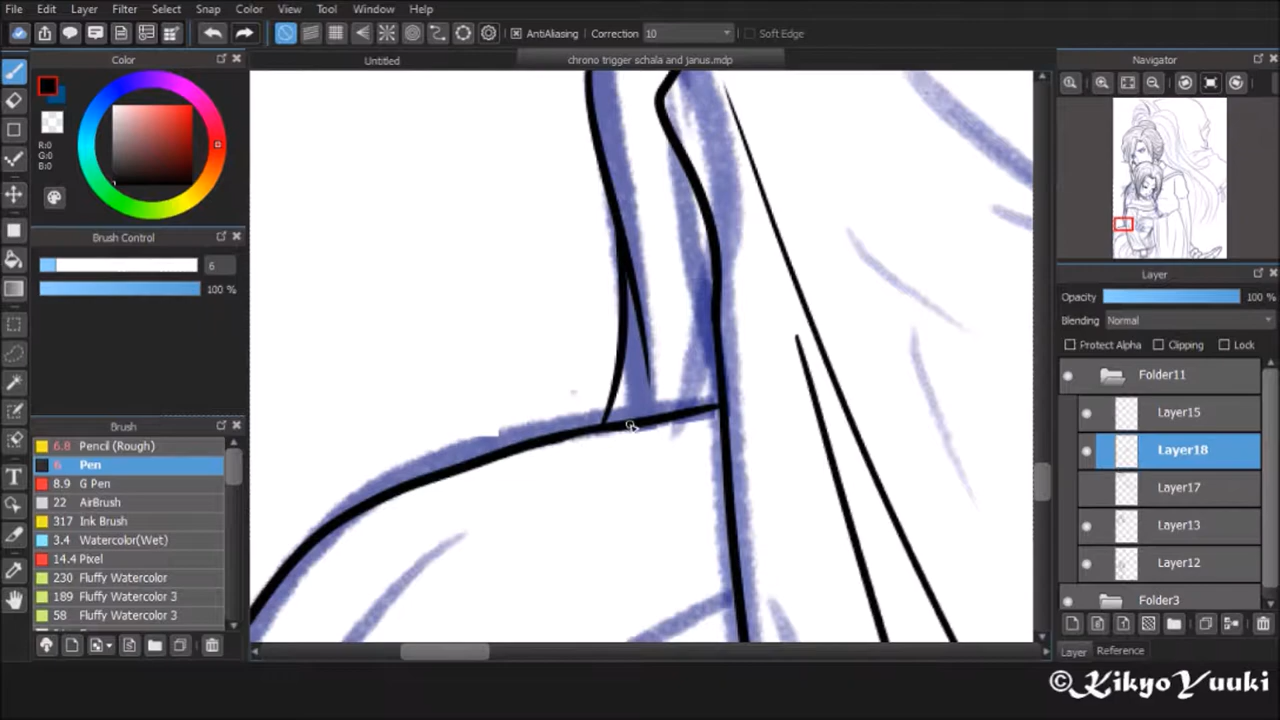 File Edit Layer Filter Select Snap Color View Tool Window Help
AntiAliasing Correction 10 Soft Edge
Color
Untitled
chrono trigger schala and janus.mdp
Navigator
R:0
G:0
B:0
Brush Control
6
100 %
Layer
Opacity 100 %
Blending Normal
Protect Alpha Clipping Lock
Folder11
Layer15
Layer18
Layer17
Layer13
Layer12
Folder3
Layer Reference
Brush
6.8 Pencil (Rough)
6 Pen
8.9 G Pen
22 AirBrush
317 Ink Brush
3.4 Watercolor(Wet)
14.4 Pixel
230 Fluffy Watercolor
189 Fluffy Watercolor 3
58 Fluffy Watercolor 3
©KikyoYuuki